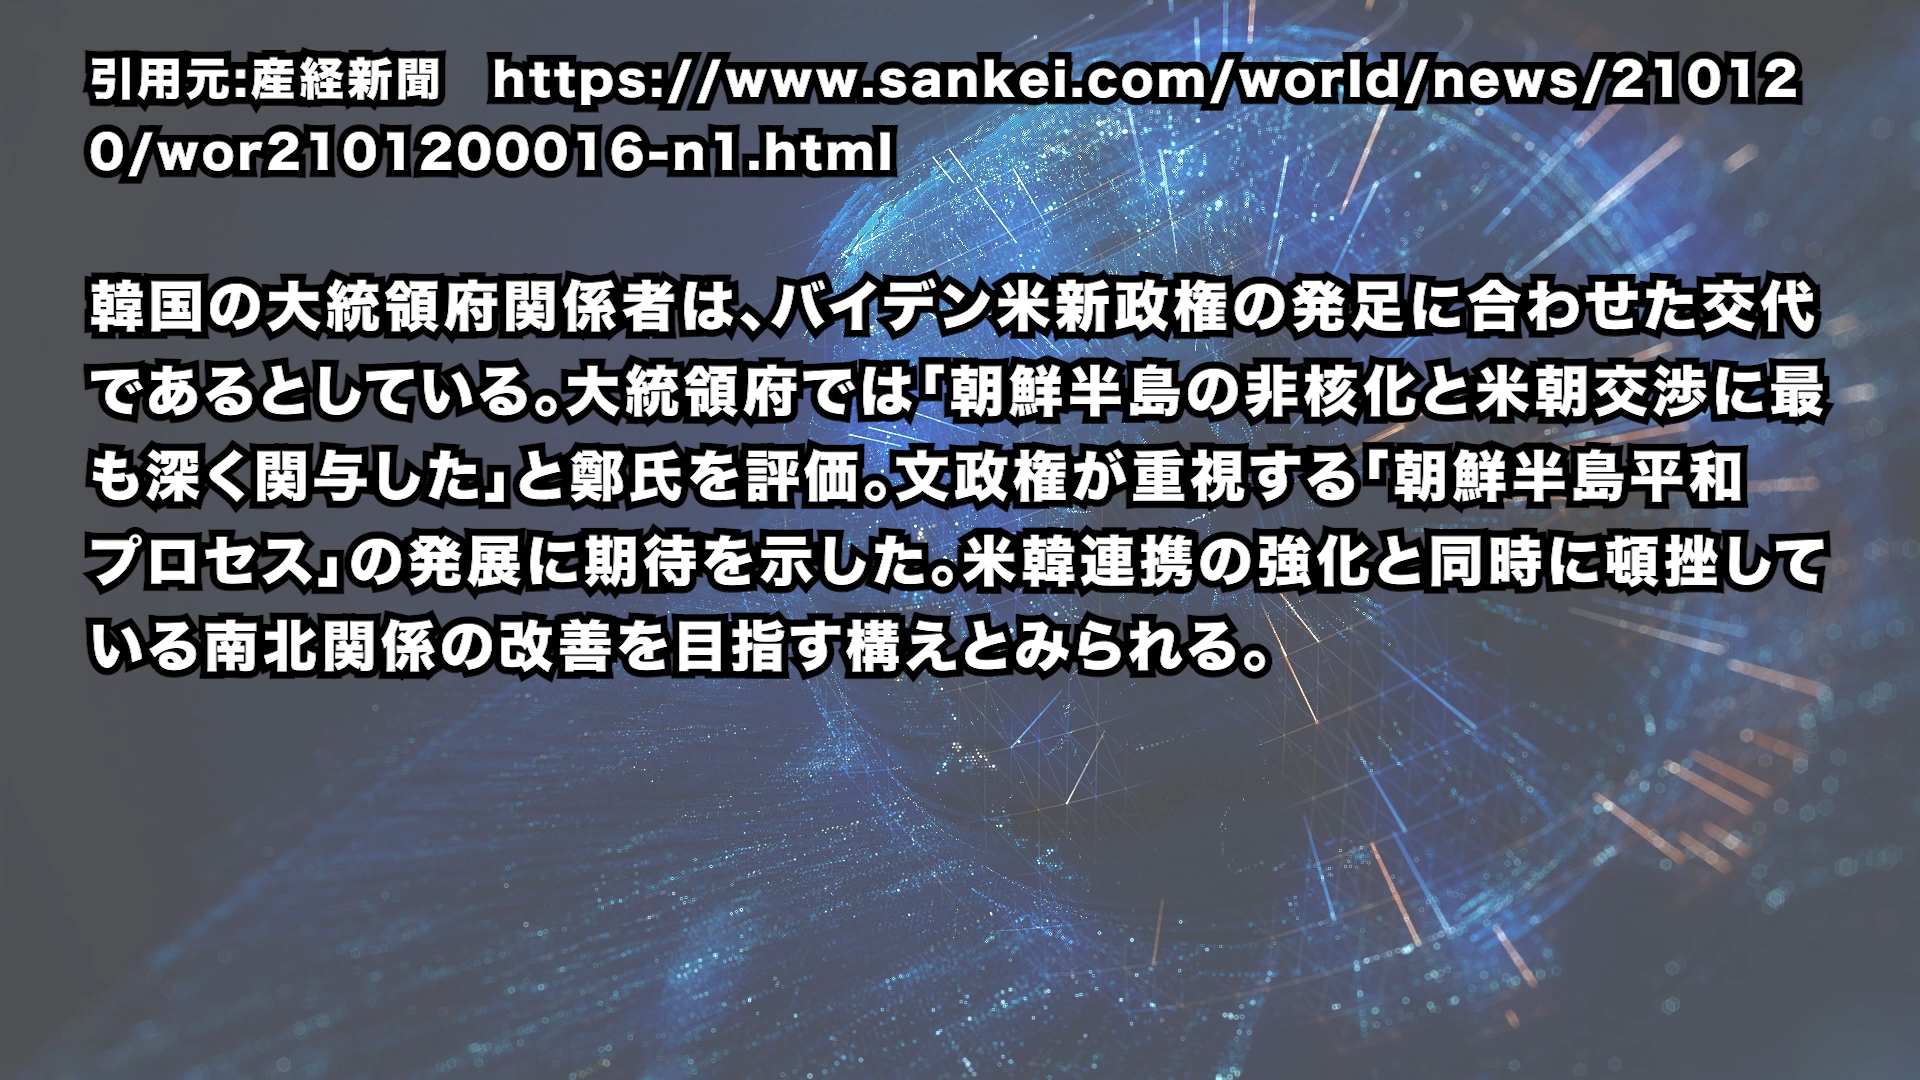 引用元:産経新聞　https://www.sankei.com/world/news/21012
0/wor2101200016-n1.html
韓国の大統領府関係者は、バイデン米新政権の発足に合わせた交代
であるとしている。大統領府では「朝鮮半島の非核化と米朝交渉に最
も深く関与した」と鄭氏を評価。文政権が重視する「朝鮮半島平和
プロセス」の発展に期待を示した。米韓連携の強化と同時に頓挫して
いる南北関係の改善を目指す構えとみられる。